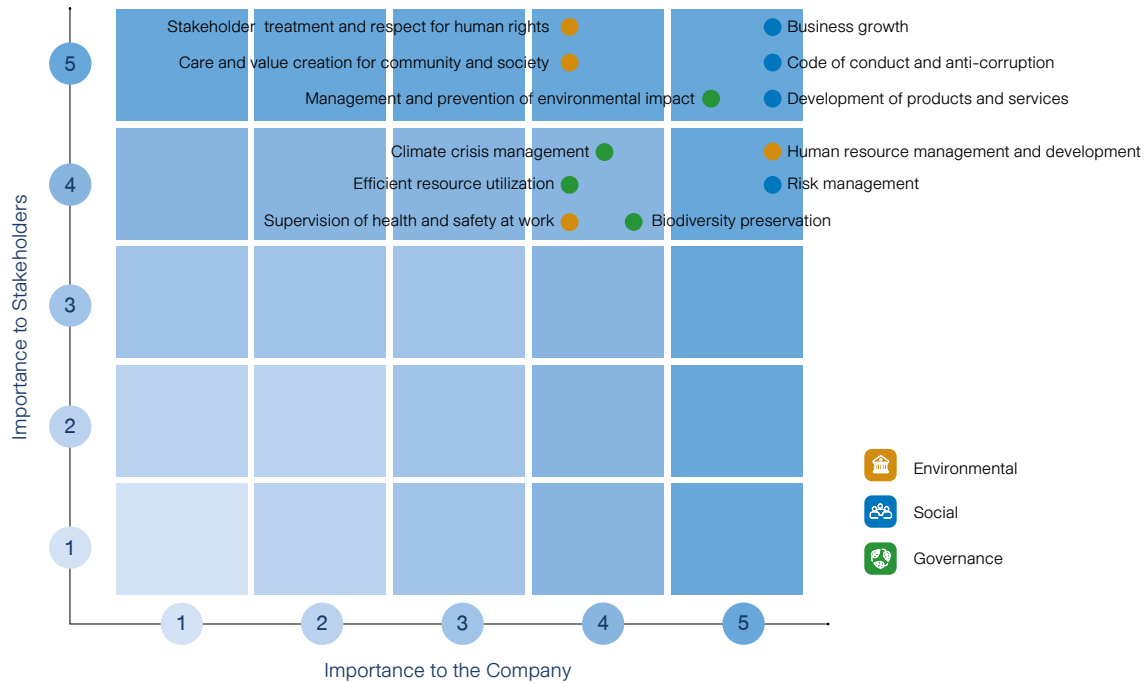 Stakeholder treatment and respect for human rights
Business growth
Care and value creation for community and society
Code of conduct and anti-corruption
Management and prevention of environmental impact
Development of products and services
Climate crisis management
Human resource management and development
Efficient resource utilization
Risk management
Supervision of health and safety at work
Biodiversity preservation
Importance to Stakeholders
5
4
3
2
1
1
2
3
4
5
Importance to the Company
Environmental
Social
Governance